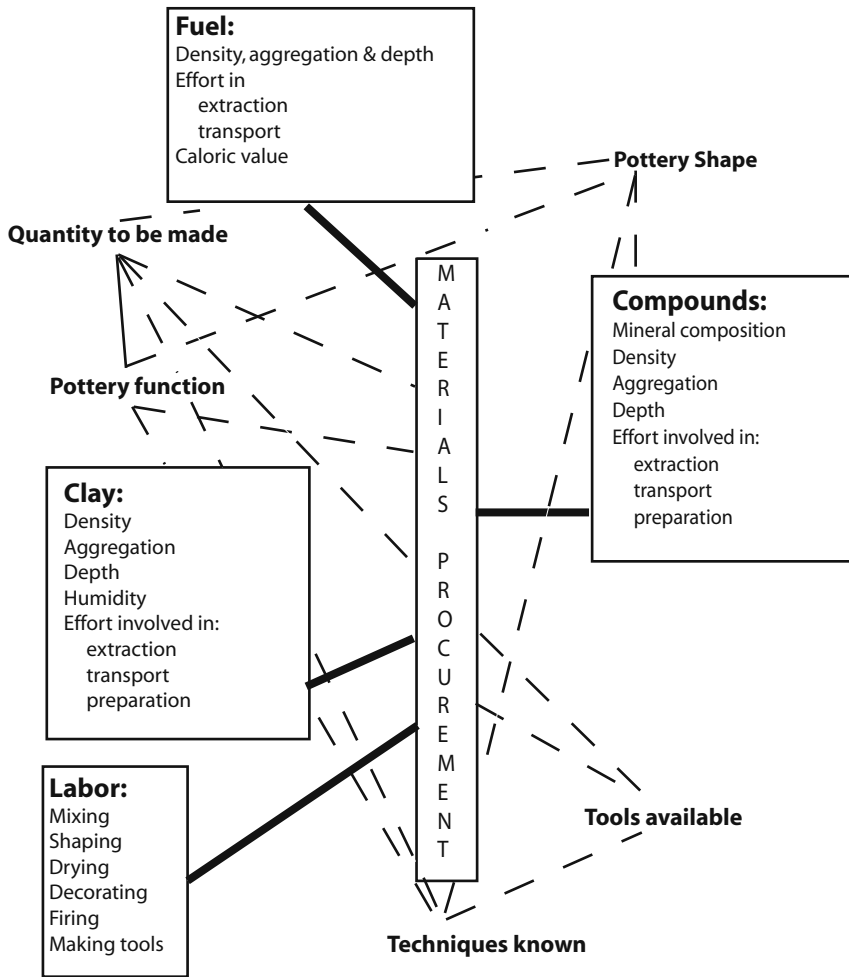 Fuel:
Density, aggregation & depth
Effort in
extraction
transport
Caloric value
Pottery Shape
Quantity to be made
MATERIALS PROCUREMENT
Compounds:
Mineral composition
Density
Aggregation
Depth
Effort involved in:
extraction
transport
preparation
Pottery function
Clay:
Density
Aggregation
Depth
Humidity
Effort involved in:
extraction
transport
preparation
Labor:
Mixing
Shaping
Drying
Decorating
Firing
Making tools
Tools available
Techniques known